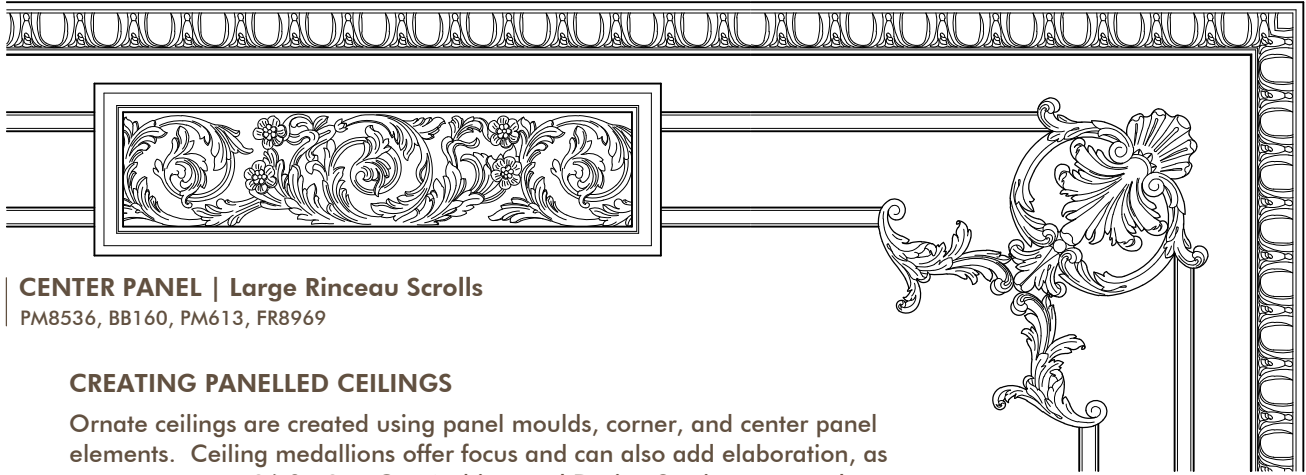 CENTER PANEL | Large Rinceau Scrolls
PM8536, BB160, PM613, FR8969
CREATING PANELLED CEILINGS
Ornate ceilings are created using panel moulds, corner, and center panel
elements. Ceiling medallions offer focus and can also add elaboration, as